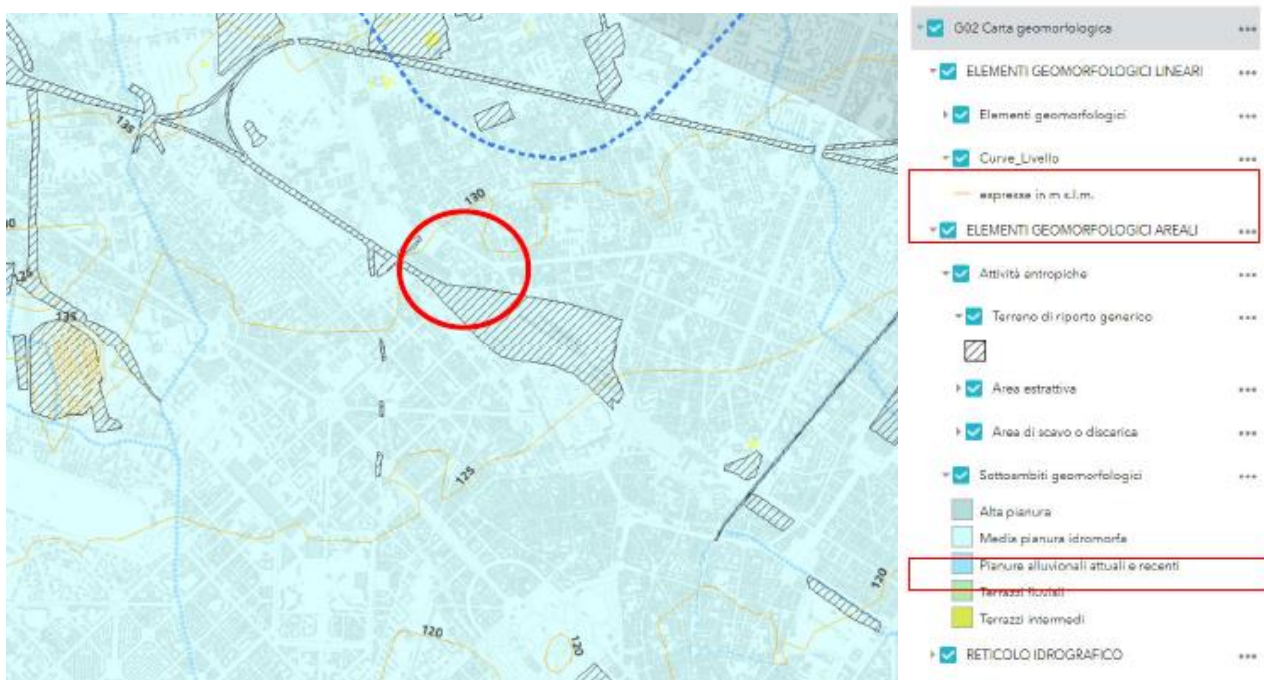 135
130
00
125
135
125
120
120
120
G02 Carta geomorfologica
ELEMENTI GEOMORFOLOGICI LINEARI
Elementi geomorfologici
Curve_Livello
espresse in m s.l.m.
ELEMENTI GEOMORFOLOGICI AREALI
Attività antropiche
Terreno di riporto generico
Area estrattiva
Area di scavo o discarica
Sottoambiti geomorfologici
Alta pianura
Media pianura idromorfa
Pianure alluvionali attuali e recenti
Terrazzi fluviali
Terrazzi intermedi
RETICOLO IDROGRAFICO